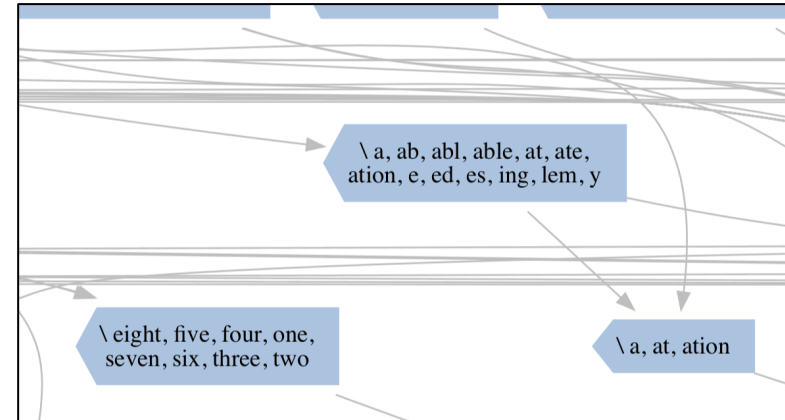 \ a, ab, abl, able, at, ate,
ation, e, ed, es, ing, lem, y
\ eight, five, four, one,
seven, six, three, two
\ a, at, ation